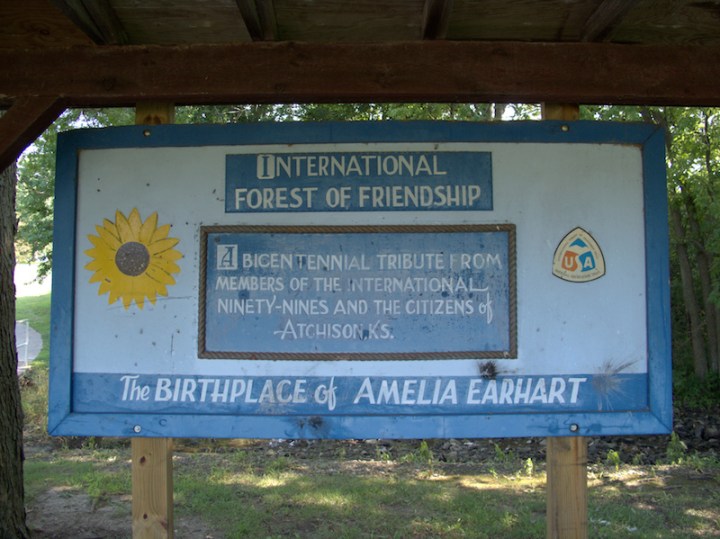 INTERNATIONAL
FOREST OF FRIENDSHIP
A BICENTENNIAL TRIBUTE FROM
MEMBERS OF THE INTERNATIONAL
NINETY-NINES AND THE CITIZENS of
ATCHISON, KS.
USA
The BIRTHPLACE of AMELIA EARHART